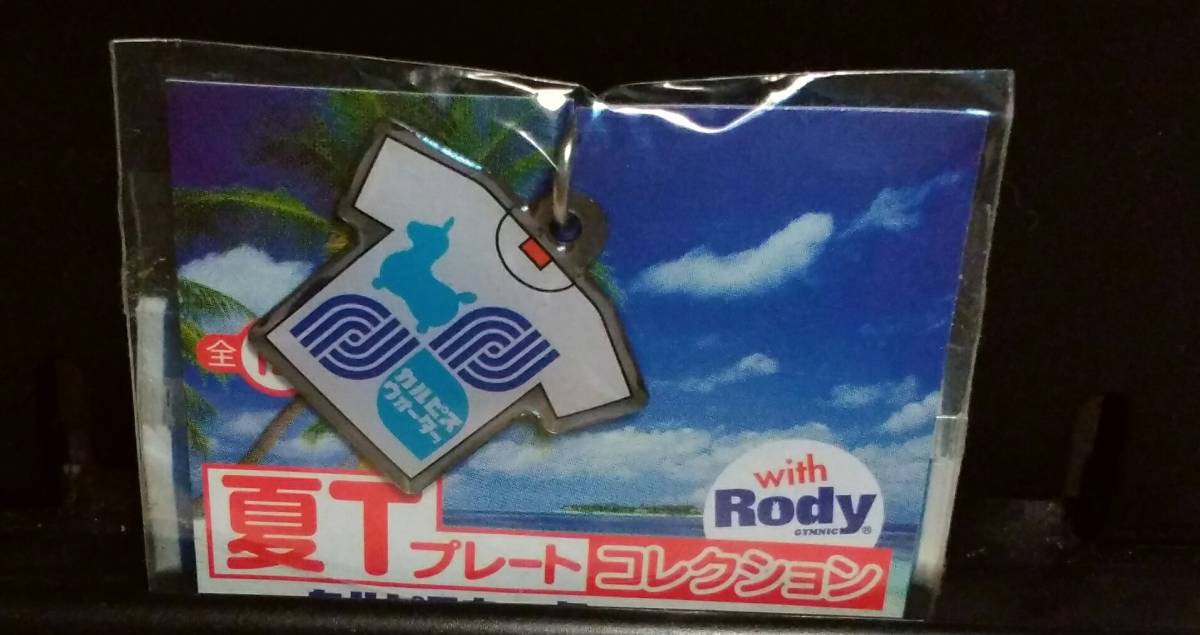 カルピス
ウォーター
全
with
Rody®
GYMNIC
夏Tプレートコレクション